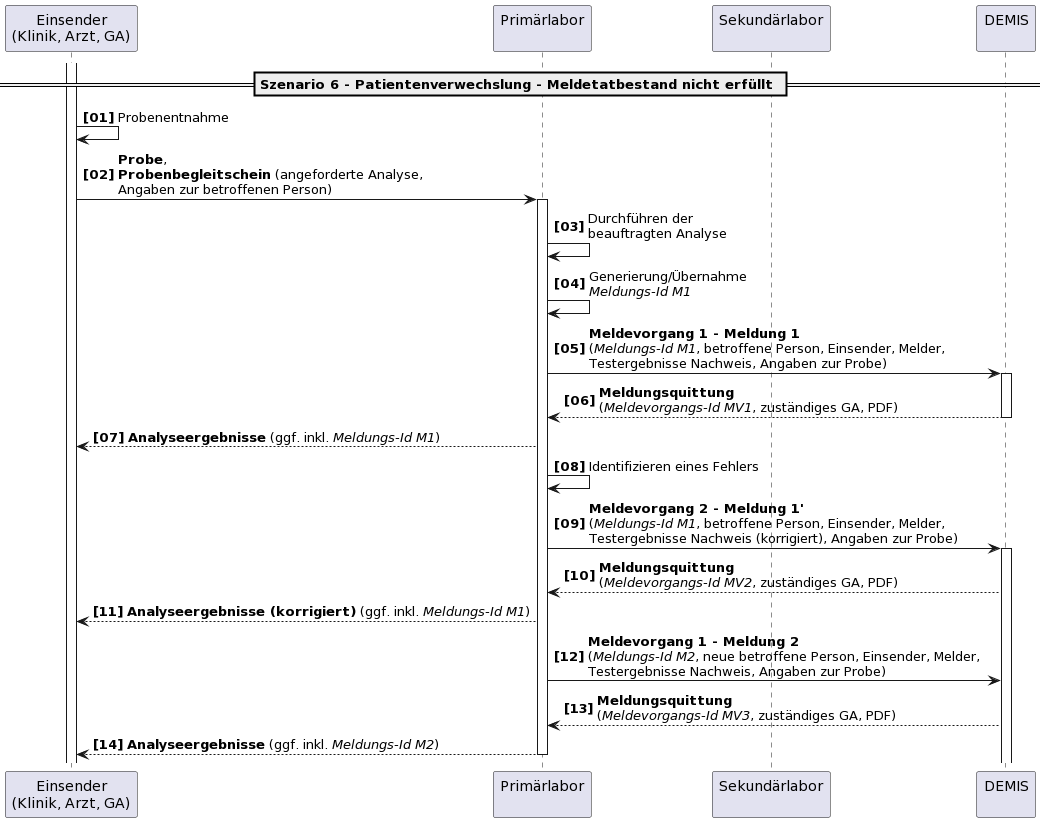 Einsender
(Klinik, Arzt, GA)
Primärlabor
Sekundärlabor
DEMIS
Szenario 6 - Patientenverwechslung - Meldetatbestand nicht erfüllt
[01] Probenentnahme
Probe,
[02] Probenbegleitschein (angeforderte Analyse,
Angaben zur betroffenen Person)
[03] Durchführen der
beauftragten Analyse
[04] Generierung/Übernahme
Meldungs-Id M1
Meldevorgang 1 - Meldung 1
[05] (Meldungs-Id M1, betroffene Person, Einsender, Melder,
Testergebnisse Nachweis, Angaben zur Probe)
[06] Meldungsquittung
(Meldevorgangs-Id MV1, zuständiges GA, PDF)
[07] Analyseergebnisse (ggf. inkl. Meldungs-Id M1)
[08] Identifizieren eines Fehlers
Meldevorgang 2 - Meldung 1'
[09] (Meldungs-Id M1, betroffene Person, Einsender, Melder,
Testergebnisse Nachweis (korrigiert), Angaben zur Probe)
[10] Meldungsquittung
(Meldevorgangs-Id MV2, zuständiges GA, PDF)
[11] Analyseergebnisse (korrigiert) (ggf. inkl. Meldungs-Id M1)
Meldevorgang 1 - Meldung 2
[12] (Meldungs-Id M2, neue betroffene Person, Einsender, Melder,
Testergebnisse Nachweis, Angaben zur Probe)
[13] Meldungsquittung
(Meldevorgangs-Id MV3, zuständiges GA, PDF)
[14] Analyseergebnisse (ggf. inkl. Meldungs-Id M2)
Einsender
(Klinik, Arzt, GA)
Primärlabor
Sekundärlabor
DEMIS